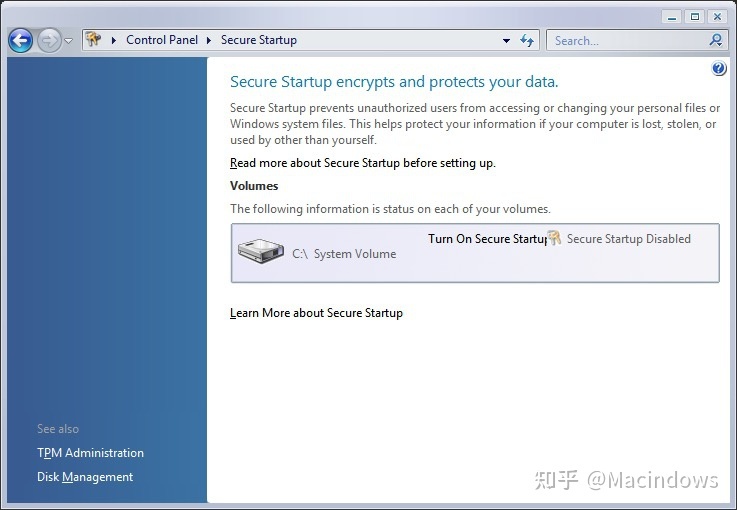 Control Panel Secure Startup Search...
Secure Startup encrypts and protects your data.
Secure Startup prevents unauthorized users from accessing or changing your personal files or
Windows system files. This helps protect your information if your computer is lost, stolen, or
used by other than yourself.
Read more about Secure Startup before setting up.
Volumes
The following information is status on each of your volumes.
Turn On Secure Startup Secure Startup Disabled
C:\ System Volume
Learn More about Secure Startup
See also
TPM Administration
Disk Management
知乎 @Macindows